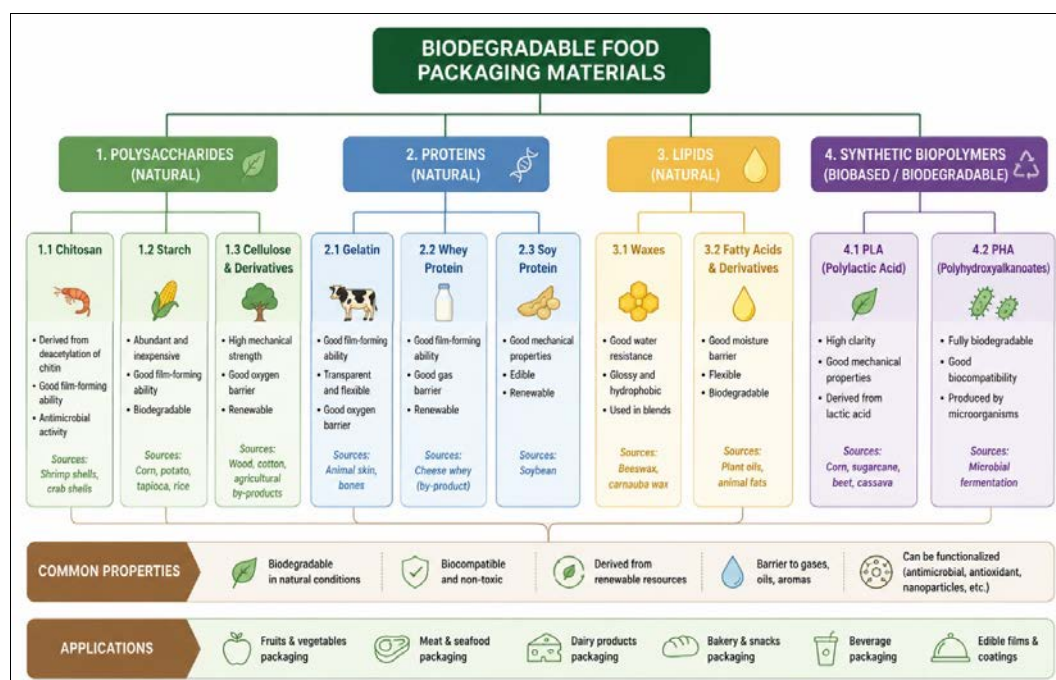 BIODEGRADABLE FOOD
PACKAGING MATERIALS
1. POLYSACCHARIDES
(NATURAL)
2. PROTEINS
(NATURAL)
3. LIPIDS
(NATURAL)
4. SYNTHETIC BIOPOLYMERS
(BIOBASED / BIODEGRADABLE)
1.1 Chitosan
• Derived from
deacetylation of
chitin
• Good film-forming
ability
• Antimicrobial
activity
Sources:
Shrimp shells,
crab shells
1.2 Starch
• Abundant and
inexpensive
• Good film-forming
ability
• Biodegradable
Sources:
Corn, potato,
tapioca, rice
1.3 Cellulose
& Derivatives
• High mechanical
strength
• Good oxygen
barrier
• Renewable
Sources:
Wood, cotton,
agricultural
by-products
2.1 Gelatin
• Good film-forming
ability
• Transparent
and flexible
• Good oxygen
barrier
Sources:
Animal skin,
bones
2.2 Whey
Protein
• Good film-forming
ability
• Good gas
barrier
• Renewable
Sources:
Cheese whey
(by-product)
2.3 Soy
Protein
• Good mechanical
properties
• Edible
• Renewable
Sources:
Soybean
3.1 Waxes
• Good water
resistance
• Glossy and
hydrophobic
• Used in blends
Sources:
Beeswax,
carnauba wax
3.2 Fatty Acids
& Derivatives
• Good moisture
barrier
• Flexible
• Biodegradable
Sources:
Plant oils,
animal fats
4.1 PLA
(Polylactic Acid)
• High clarity
• Good mechanical
properties
• Derived from
lactic acid
Sources:
Corn, sugarcane,
beet, cassava
4.2 PHA
(Polyhydroxyalkanoates)
• Fully biodegradable
• Good
biocompatibility
• Produced by
microorganisms
Sources:
Microbial
fermentation
COMMON PROPERTIES
Biodegradable
in natural conditions
Biocompatible
and non-toxic
Derived from
renewable resources
Barrier to gases,
oils, aromas
Can be functionalized
(antimicrobial, antioxidant,
nanoparticles, etc.)
APPLICATIONS
Fruits & vegetables
packaging
Meat & seafood
packaging
Dairy products
packaging
Bakery & snacks
packaging
Beverage
packaging
Edible films &
coatings